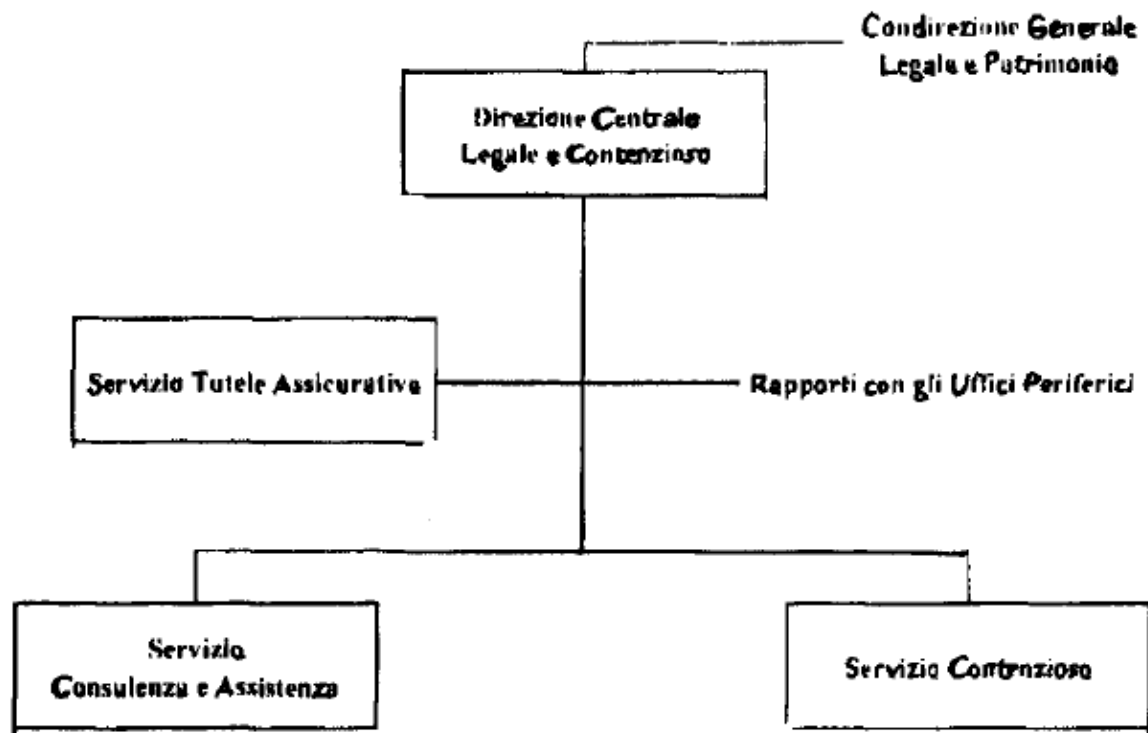 Condirezione Generale
Legale e Patrimonio
Direzione Centrale
Legale e Contenzioso
Servizio Tutele Assicurative
Rapporti con gli Uffici Periferici
Servizio
Consulenza e Assistenza
Servizio Contenzioso